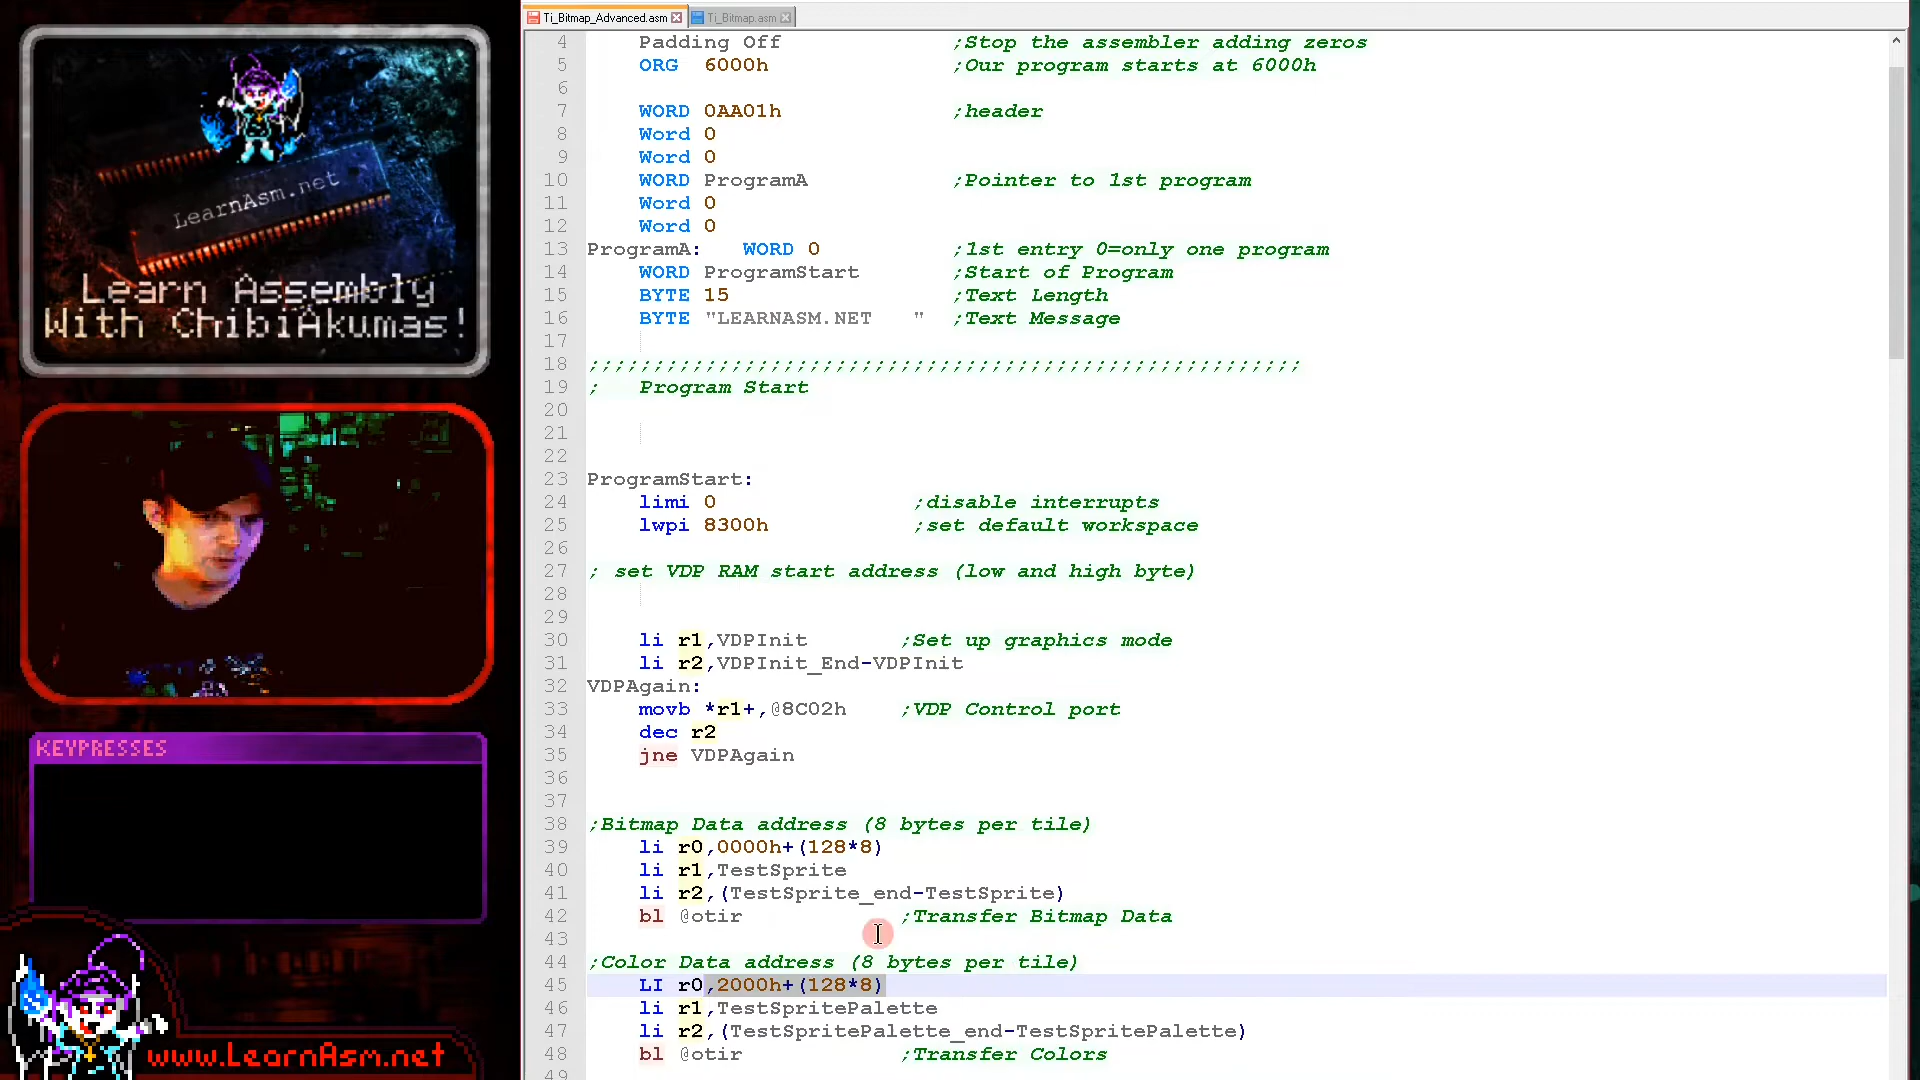 LearnAsm.net
Learn Assembly
With ChibiAkumas!
KEYPRESSES
www.LearnAsm.net
Ti_Bitmap_Advanced.asm
Ti_Bitmap.asm
4 Padding Off ;Stop the assembler adding zeros
5 ORG 6000h ;Our program starts at 6000h
6
7 WORD 0AA01h ;header
8 Word 0
9 Word 0
10 WORD ProgramA ;Pointer to 1st program
11 Word 0
12 Word 0
13 ProgramA: WORD 0 ;1st entry 0=only one program
14 WORD ProgramStart ;Start of Program
15 BYTE 15 ;Text Length
16 BYTE "LEARNASM.NET   " ;Text Message
17
18 ;;;;;;;;;;;;;;;;;;;;;;;;;;;;;;;;;;;;;;;;;;;;;;;;;;;;;;;
19 ; Program Start
20
21
22
23 ProgramStart:
24 limi 0 ;disable interrupts
25 lwpi 8300h ;set default workspace
26
27 ; set VDP RAM start address (low and high byte)
28
29
30 li r1,VDPInit ;Set up graphics mode
31 li r2,VDPInit_End-VDPInit
32 VDPAgain:
33 movb *r1+,@8C02h ;VDP Control port
34 dec r2
35 jne VDPAgain
36
37
38 ;Bitmap Data address (8 bytes per tile)
39 li r0,0000h+(128*8)
40 li r1,TestSprite
41 li r2,(TestSprite_end-TestSprite)
42 bl @otir ;Transfer Bitmap Data
43
44 ;Color Data address (8 bytes per tile)
45 LI r0,2000h+(128*8)
46 li r1,TestSpritePalette
47 li r2,(TestSpritePalette_end-TestSpritePalette)
48 bl @otir ;Transfer Colors
49